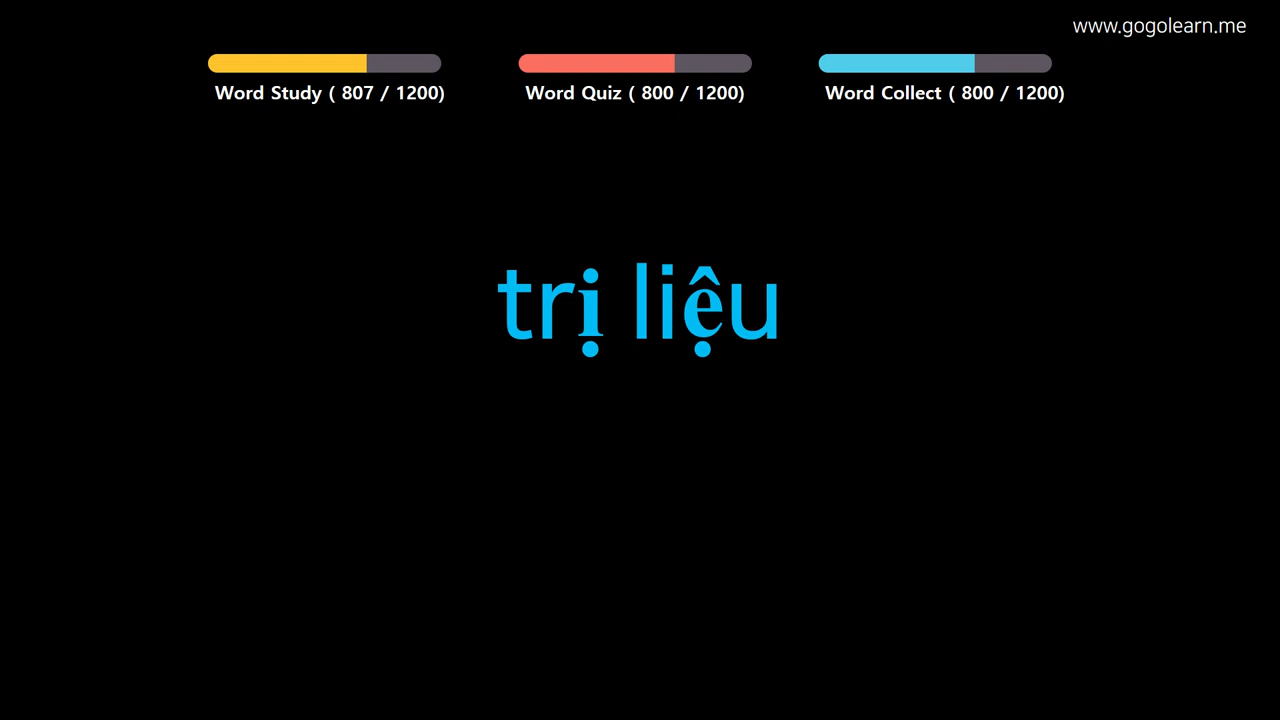 www.gogolearn.me
Word Study ( 807 / 1200)
Word Quiz ( 800 / 1200)
Word Collect ( 800 / 1200)
trị liệu